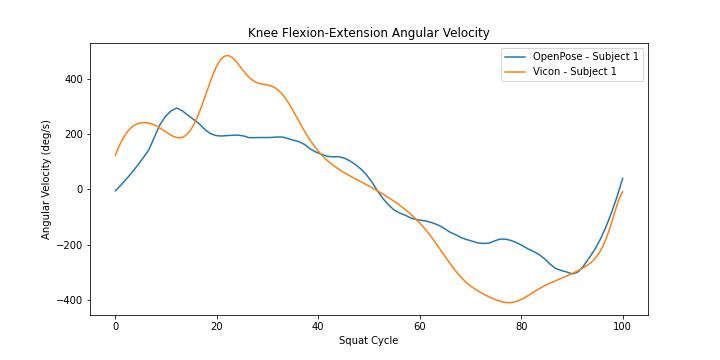 Knee Flexion-Extension Angular Velocity
OpenPose - Subject 1
Vicon - Subject 1
Angular Velocity (deg/s)
400
200
0
−200
−400
0 20 40 60 80 100
Squat Cycle